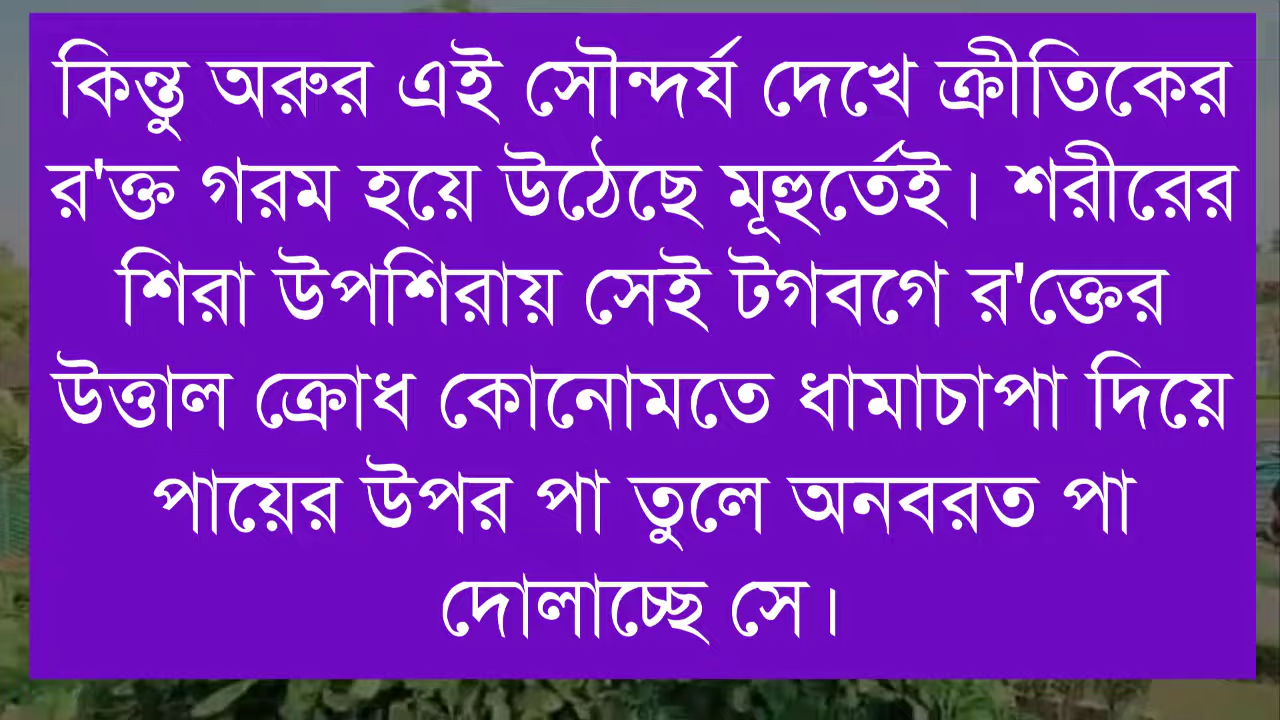 কিন্তু অরুর এই সৌন্দর্য দেখে ক্রীতিকের
র'ক্ত গরম হয়ে উঠেছে মূহুর্তেই। শরীরের
শিরা উপশিরায় সেই টগবগে র'ক্তের
উত্তাল ক্রোধ কোনোমতে ধামাচাপা দিয়ে
পায়ের উপর পা তুলে অনবরত পা
দোলাচ্ছে সে।